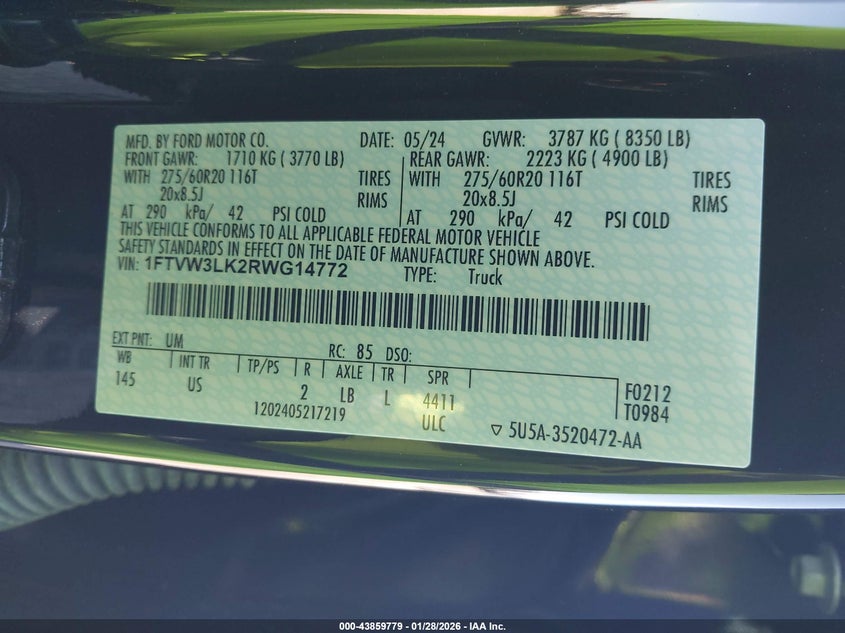 MFD. BY FORD MOTOR CO. DATE: 05/24 GVWR: 3787 KG ( 8350 LB)
FRONT GAWR: 1710 KG ( 3770 LB) REAR GAWR: 2223 KG ( 4900 LB)
WITH 275/60R20 116T TIRES WITH 275/60R20 116T TIRES
20x8.5J RIMS 20x8.5J RIMS
AT 290 kPa/ 42 PSI COLD AT 290 kPa/ 42 PSI COLD
THIS VEHICLE CONFORMS TO ALL APPLICABLE FEDERAL MOTOR VEHICLE
SAFETY STANDARDS IN EFFECT ON THE DATE OF MANUFACTURE SHOWN ABOVE.
VIN: 1FTVW3LK2RWG14772 TYPE: Truck
EXT PNT: UM RC: 85 DSO:
WB INT TR TP/PS R AXLE TR SPR
145 US 2 LB L 4411
F0212
T0984
1202405217219 ULC ▽ 5U5A-3520472-AA
000-43859779 - 01/28/2026 - IAA Inc.